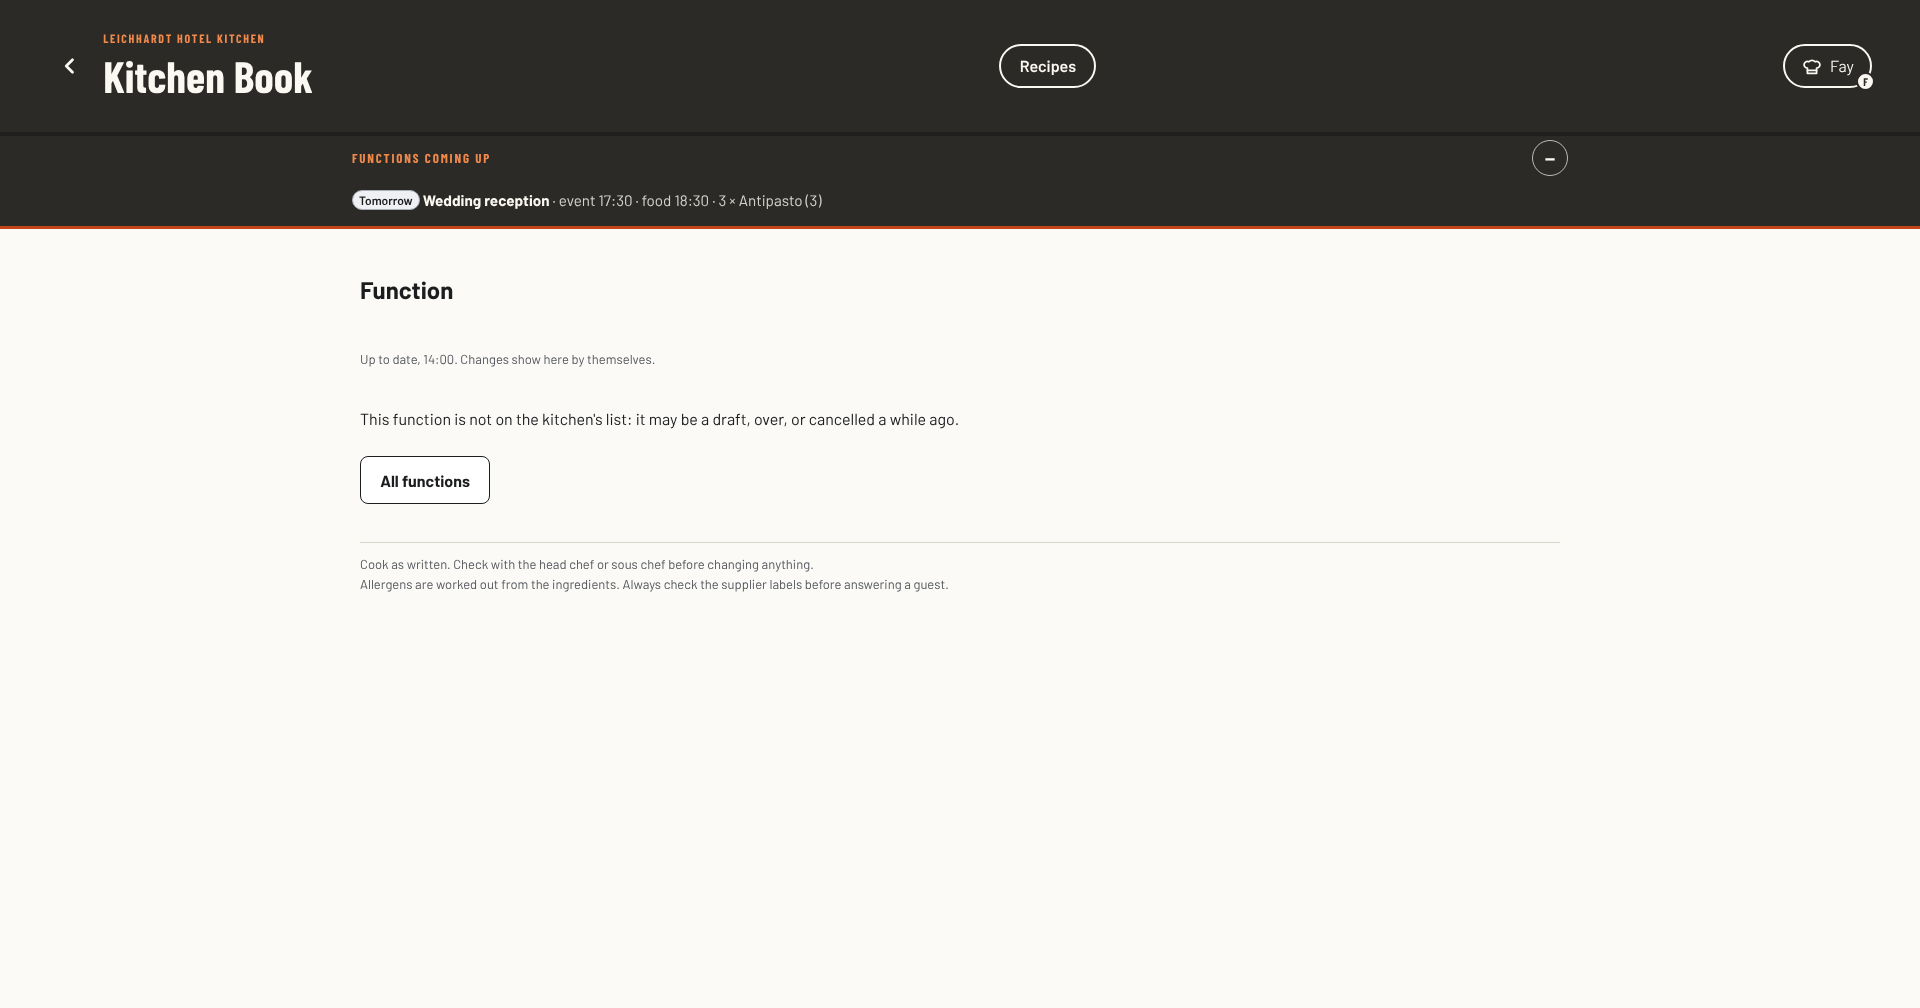 LEICHHARDT HOTEL KITCHEN
Kitchen Book
Recipes
Fay
F
FUNCTIONS COMING UP
–
Tomorrow Wedding reception · event 17:30 · food 18:30 · 3 × Antipasto (3)
Function
Up to date, 14:00. Changes show here by themselves.
This function is not on the kitchen's list: it may be a draft, over, or cancelled a while ago.
All functions
Cook as written. Check with the head chef or sous chef before changing anything.
Allergens are worked out from the ingredients. Always check the supplier labels before answering a guest.